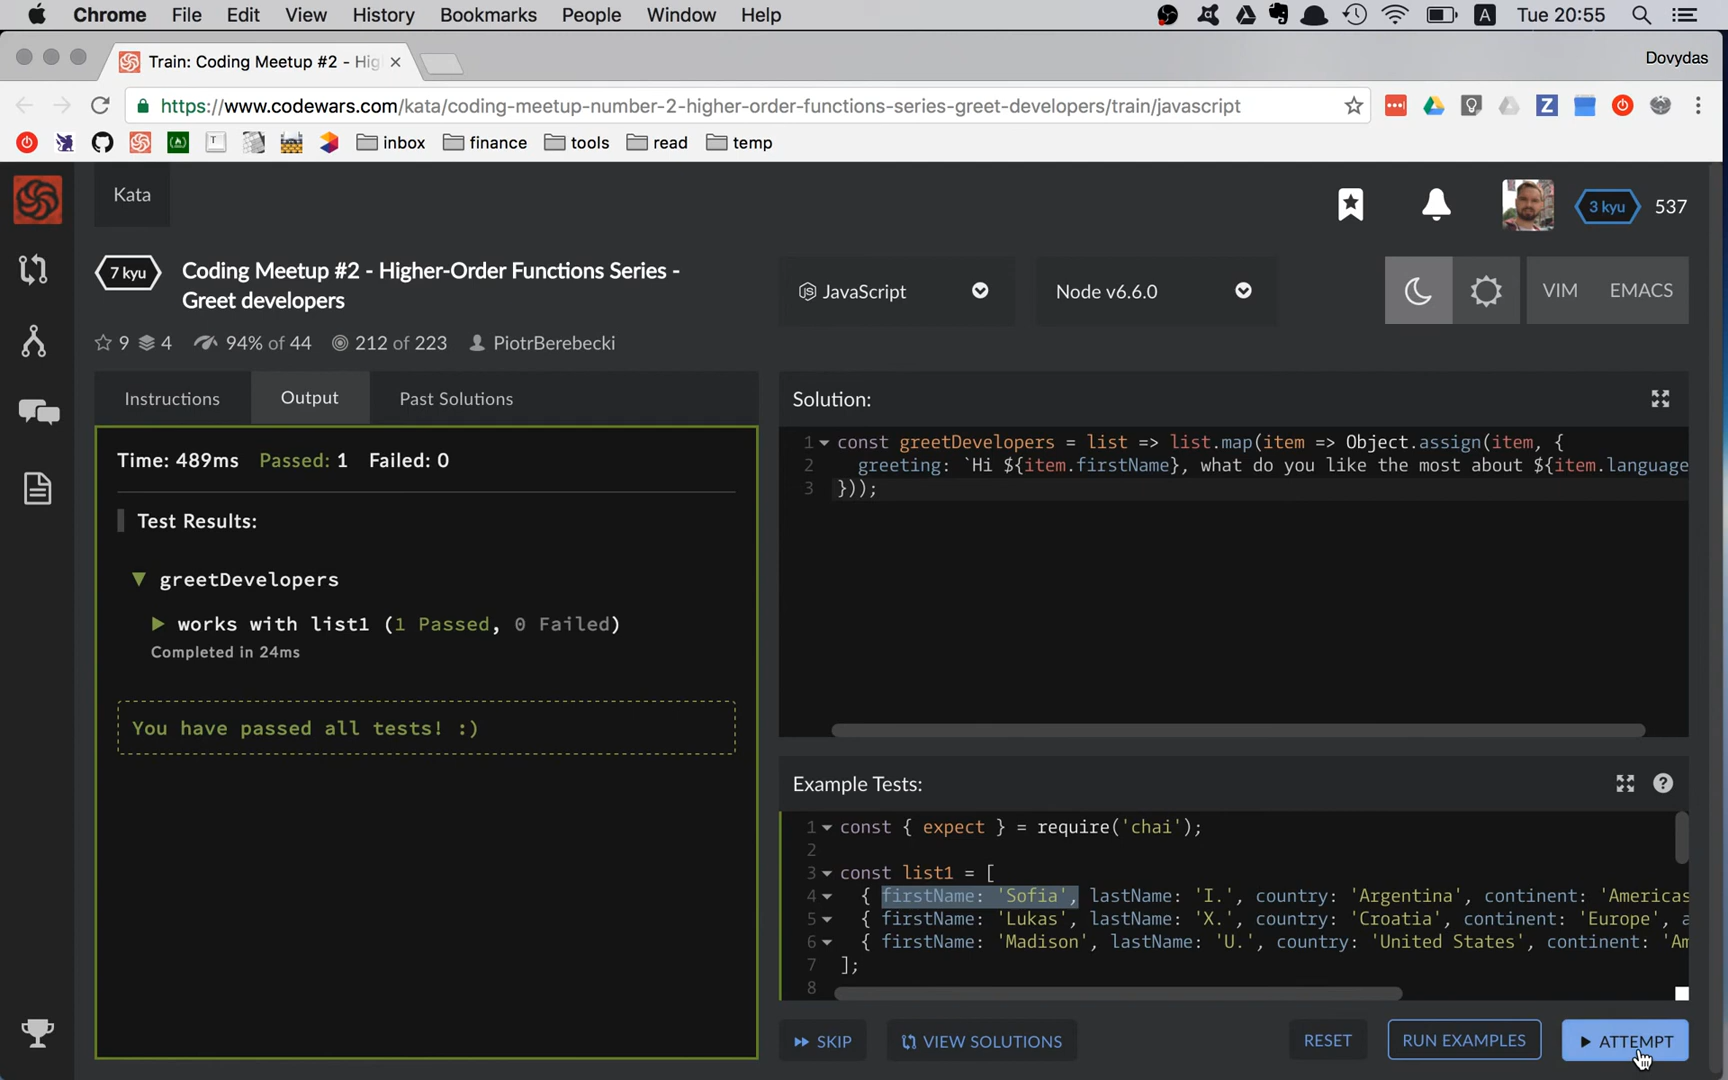 Chrome File Edit View History Bookmarks People Window Help A Tue 20:55
Train: Coding Meetup #2 - Hig Dovydas
https://www.codewars.com/kata/coding-meetup-number-2-higher-order-functions-series-greet-developers/train/javascript Z
T inbox finance tools read temp
Kata 3 kyu 537
7 kyu Coding Meetup #2 - Higher-Order Functions Series -
Greet developers
JavaScript Node v6.6.0 VIM EMACS
9 4 94% of 44 212 of 223 PiotrBerebecki
Instructions Output Past Solutions
Time: 489ms Passed: 1 Failed: 0
Test Results:
▼ greetDevelopers
▶ works with list1 (1 Passed, 0 Failed)
Completed in 24ms
You have passed all tests! :)
Solution:
1 const greetDevelopers = list => list.map(item => Object.assign(item, {
2 greeting: `Hi ${item.firstName}, what do you like the most about ${item.language
3 }));
Example Tests:
1 const { expect } = require('chai');
2
3 const list1 = [
4 { firstName: 'Sofia', lastName: 'I.', country: 'Argentina', continent: 'Americas
5 { firstName: 'Lukas', lastName: 'X.', country: 'Croatia', continent: 'Europe', a
6 { firstName: 'Madison', lastName: 'U.', country: 'United States', continent: 'Am
7 ];
8
SKIP VIEW SOLUTIONS RESET RUN EXAMPLES ATTEMPT